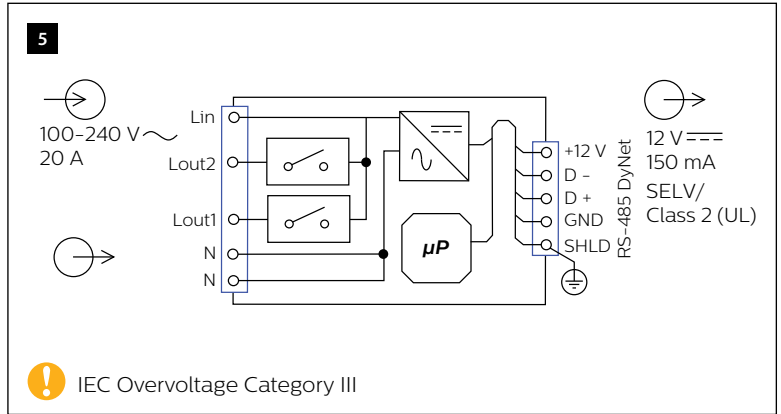 5
100-240 V
20 A
Lin
Lout2
Lout1
N
N
µP
+12 V
D -
D +
GND
SHLD
RS-485 DyNet
12 V
150 mA
SELV/
Class 2 (UL)
! IEC Overvoltage Category III